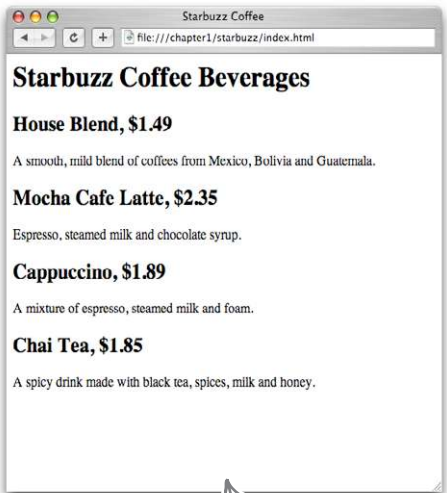 Starbuzz Coffee
file:///chapter1/starbuzz/index.html
Starbuzz Coffee Beverages
House Blend, $1.49
A smooth, mild blend of coffees from Mexico, Bolivia and Guatemala.
Mocha Cafe Latte, $2.35
Espresso, steamed milk and chocolate syrup.
Cappuccino, $1.89
A mixture of espresso, steamed milk and foam.
Chai Tea, $1.85
A spicy drink made with black tea, spices, milk and honey.